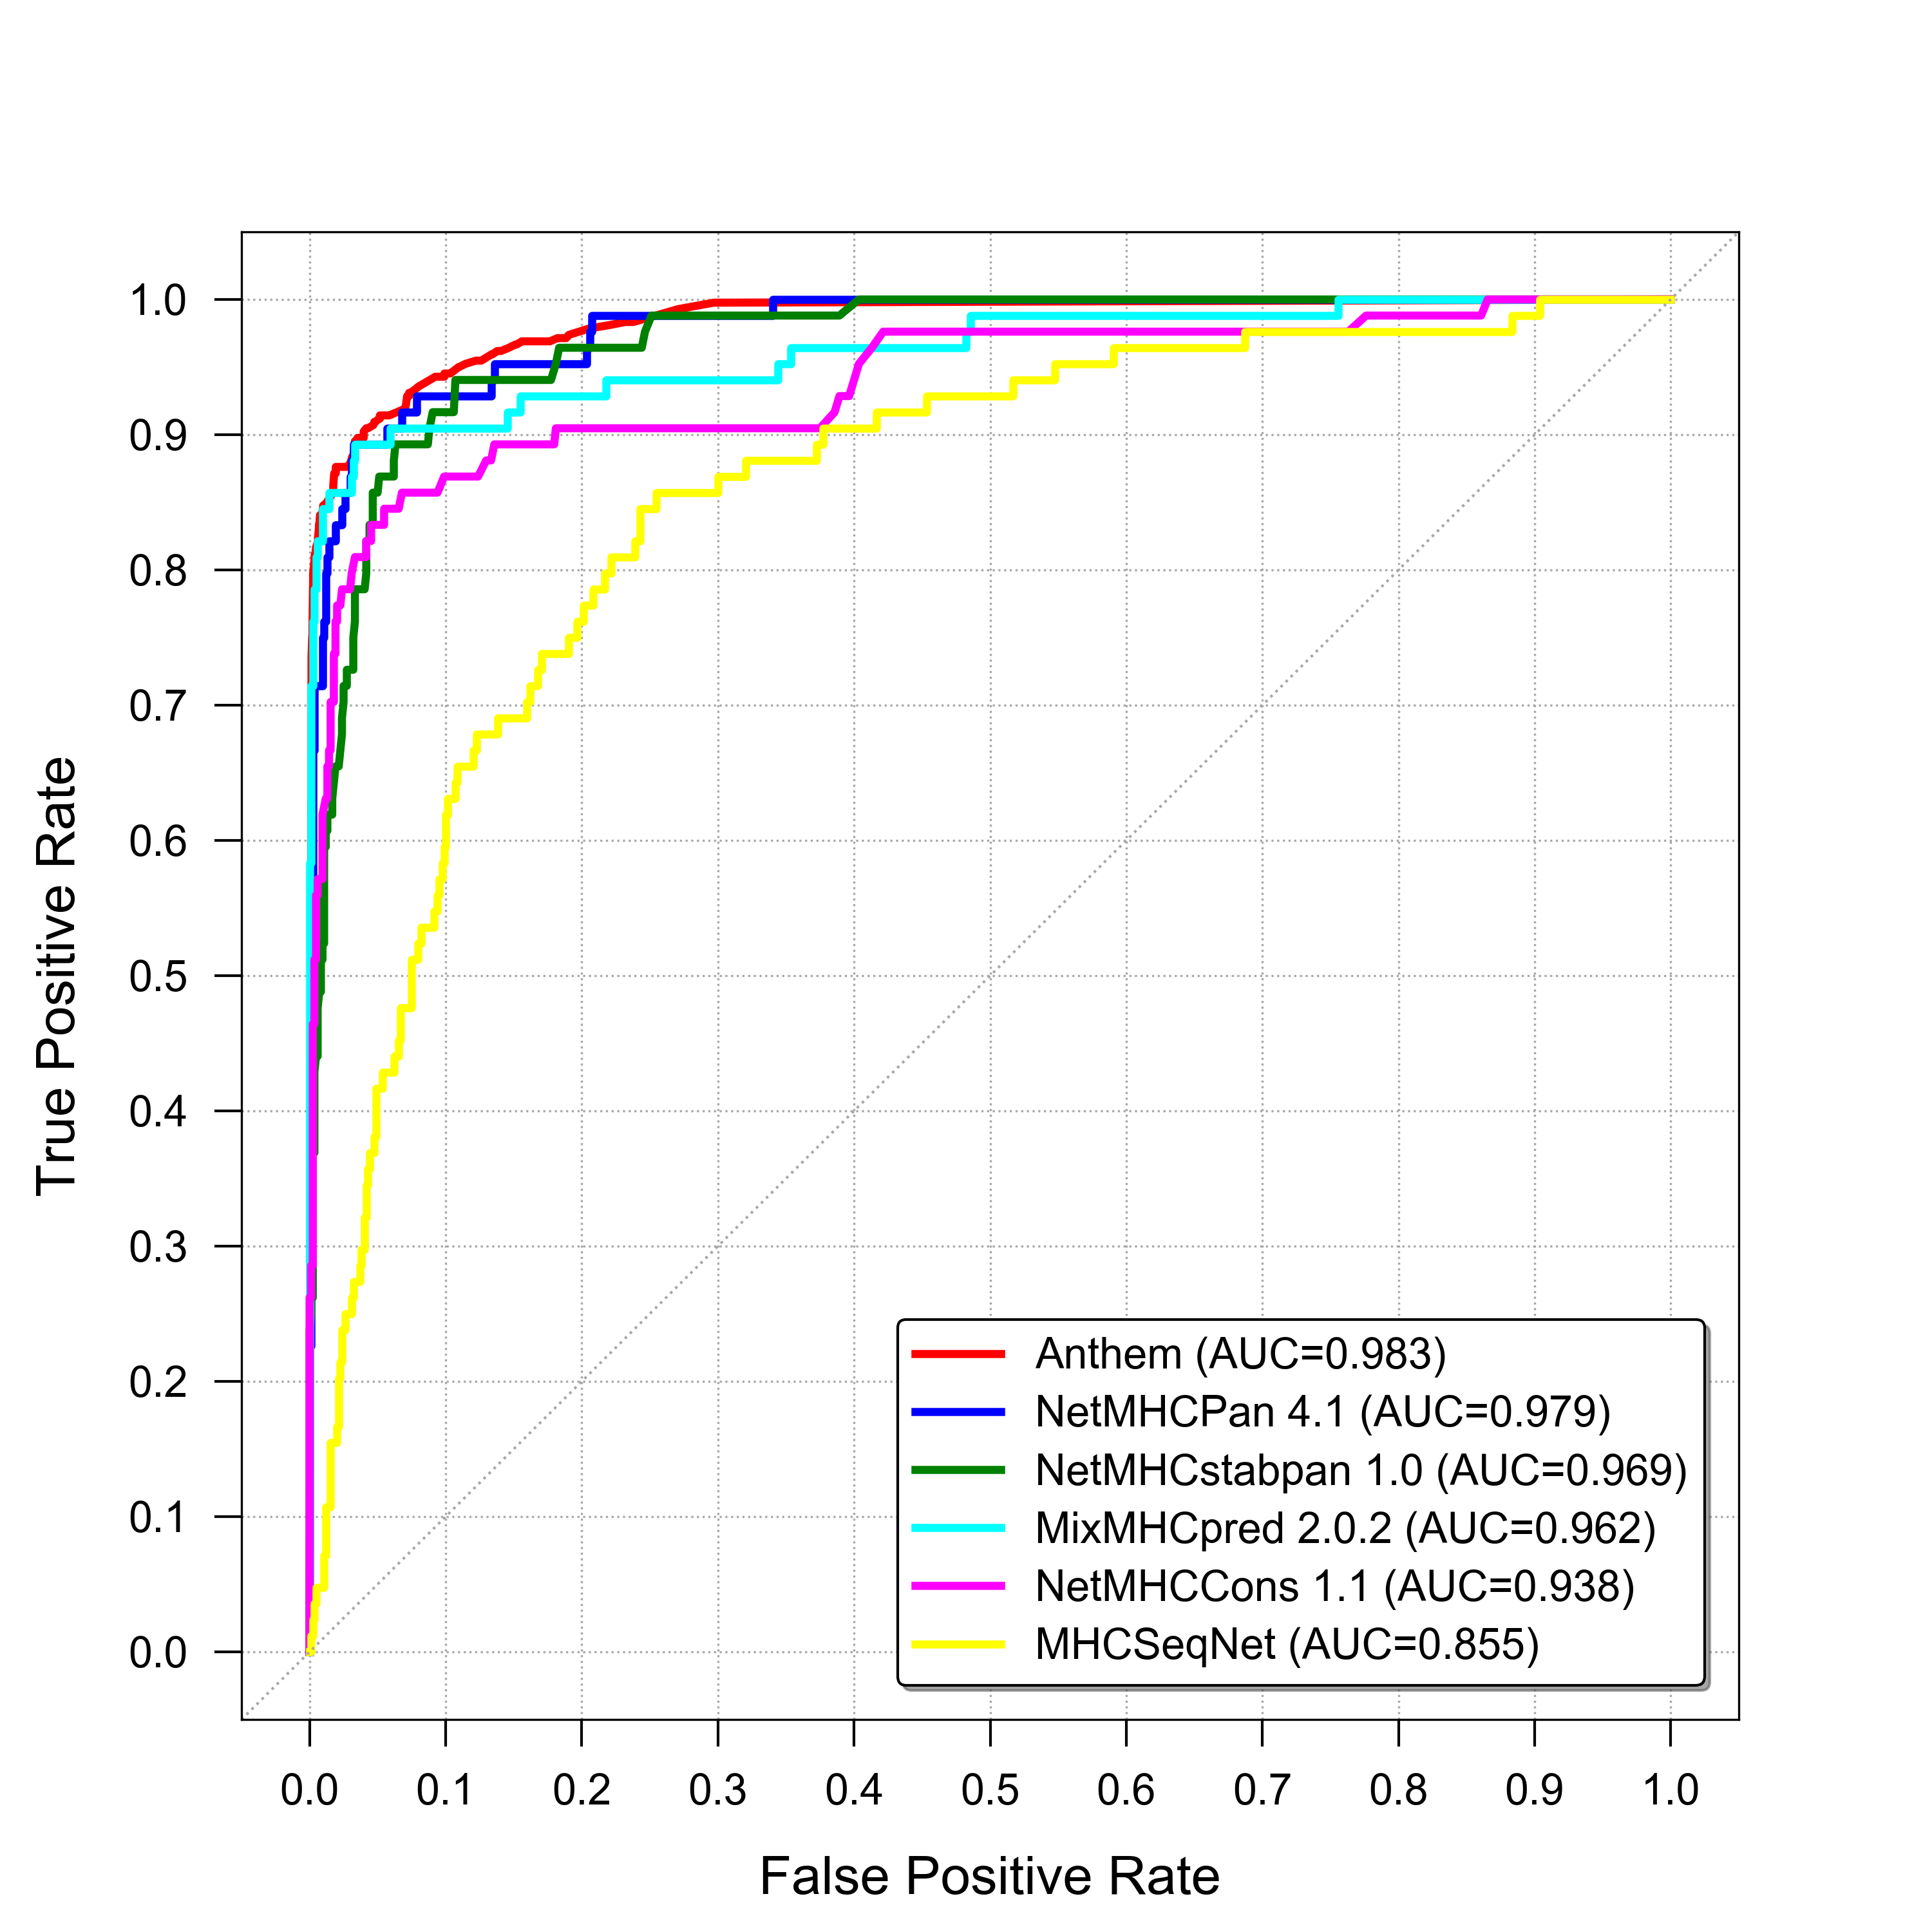 1.0
0.9
0.8
0.7
0.6
0.5
0.4
0.3
0.2
0.1
0.0
True Positive Rate
Anthem (AUC=0.983)
NetMHCPan 4.1 (AUC=0.979)
NetMHCstabpan 1.0 (AUC=0.969)
MixMHCpred 2.0.2 (AUC=0.962)
NetMHCCons 1.1 (AUC=0.938)
MHCSeqNet (AUC=0.855)
0.0 0.1 0.2 0.3 0.4 0.5 0.6 0.7 0.8 0.9 1.0
False Positive Rate